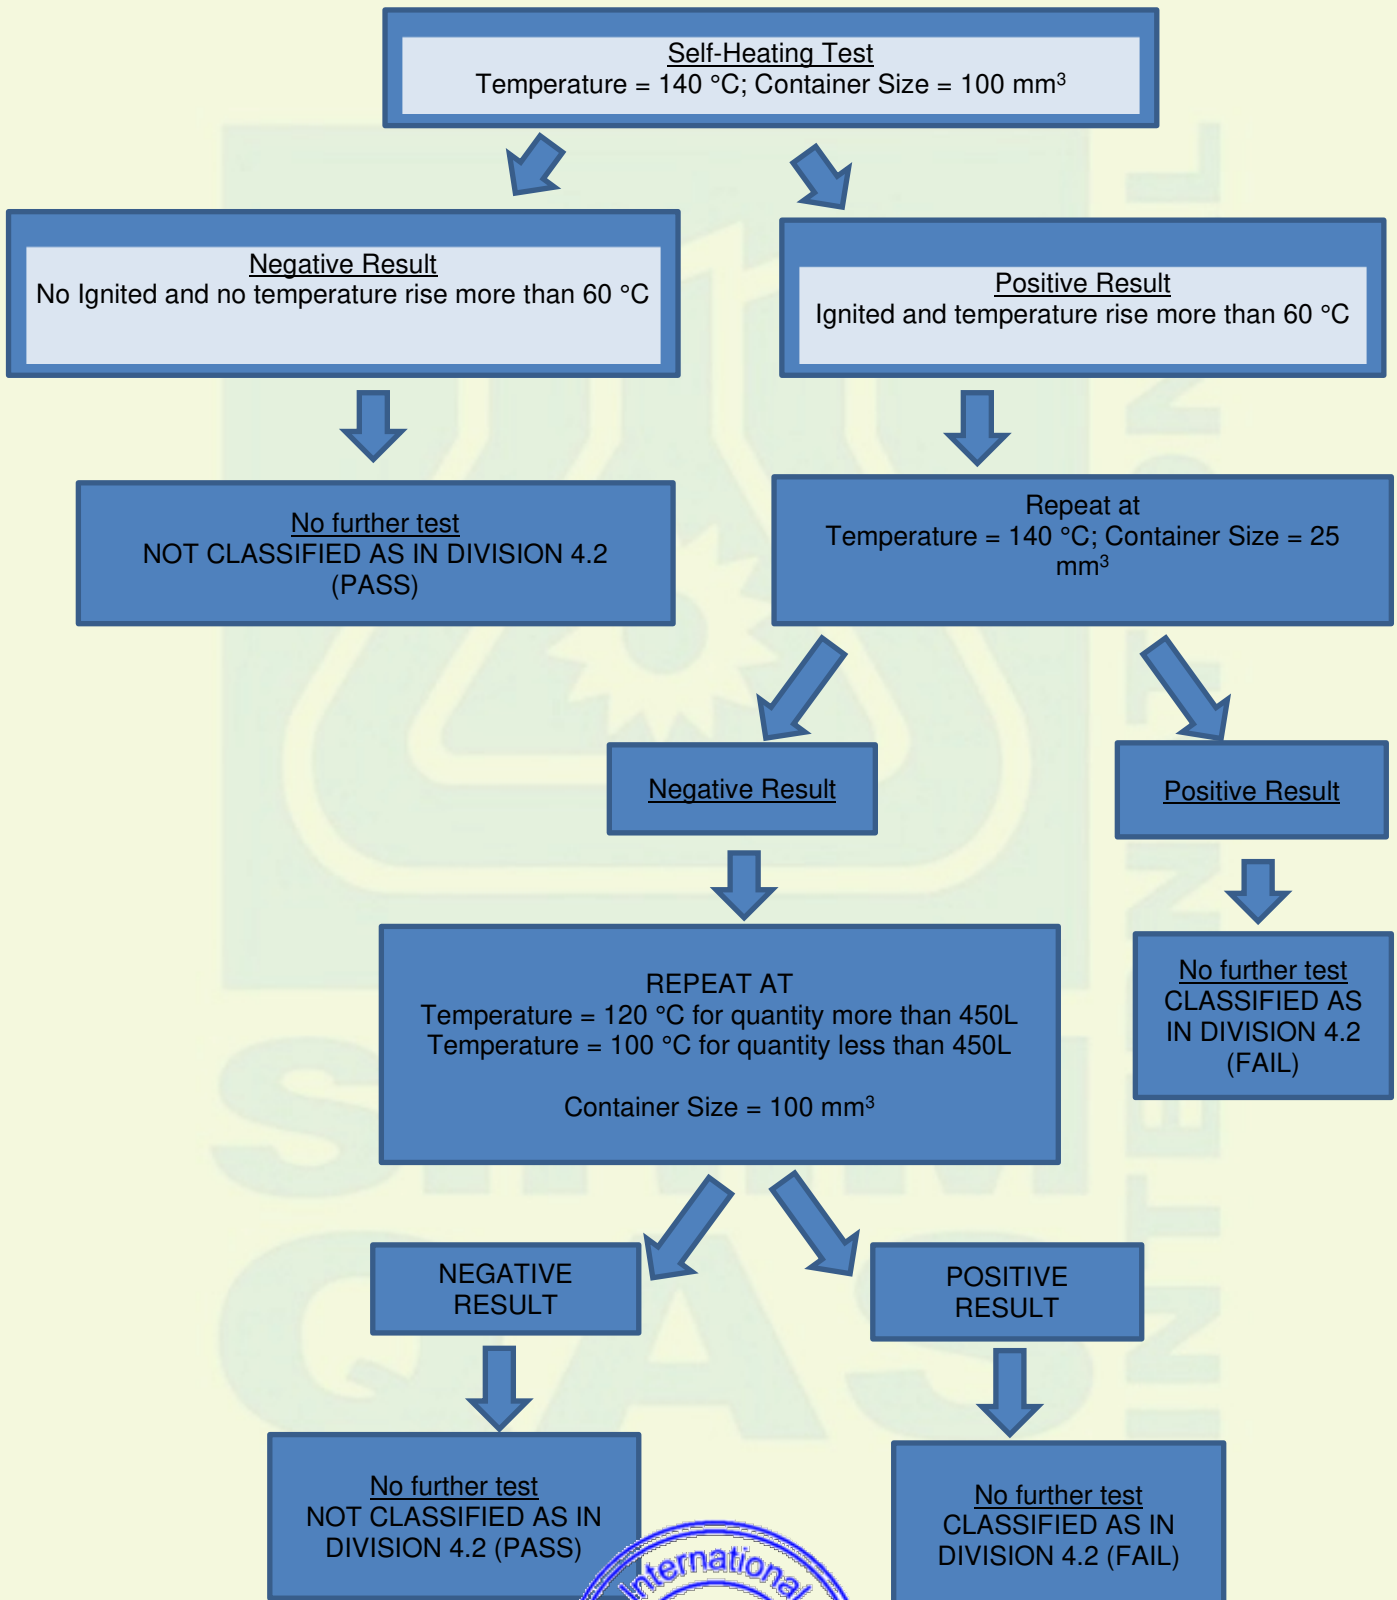 Self-Heating Test
Temperature = 140 °C; Container Size = 100 mm³
Negative Result
No Ignited and no temperature rise more than 60 °C
Positive Result
Ignited and temperature rise more than 60 °C
No further test
NOT CLASSIFIED AS IN DIVISION 4.2
(PASS)
Repeat at
Temperature = 140 °C; Container Size = 25
mm³
Negative Result
Positive Result
REPEAT AT
Temperature = 120 °C for quantity more than 450L
Temperature = 100 °C for quantity less than 450L
Container Size = 100 mm³
No further test
CLASSIFIED AS
IN DIVISION 4.2
(FAIL)
NEGATIVE
RESULT
POSITIVE
RESULT
No further test
NOT CLASSIFIED AS IN
DIVISION 4.2 (PASS)
No further test
CLASSIFIED AS IN
DIVISION 4.2 (FAIL)
International
QAS